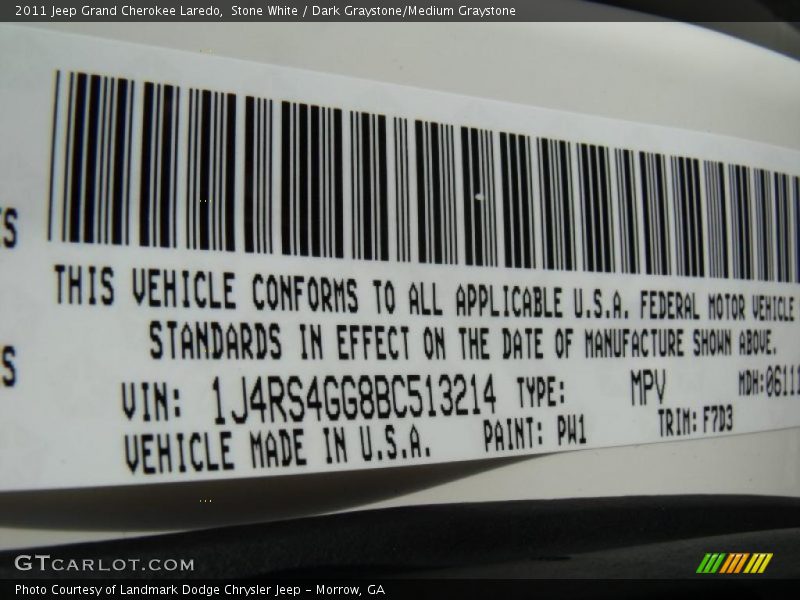 2011 Jeep Grand Cherokee Laredo,  Stone White / Dark Graystone/Medium Graystone
S
THIS VEHICLE CONFORMS TO ALL APPLICABLE U.S.A. FEDERAL MOTOR VEHICLE
STANDARDS IN EFFECT ON THE DATE OF MANUFACTURE SHOWN ABOVE.
S
VIN: 1J4RS4GG8BC513214 TYPE: MPV MDH:06111
VEHICLE MADE IN U.S.A. PAINT: PW1 TRIM: F7D3
GTCARLOT.COM
Photo Courtesy of Landmark Dodge Chrysler Jeep – Morrow, GA